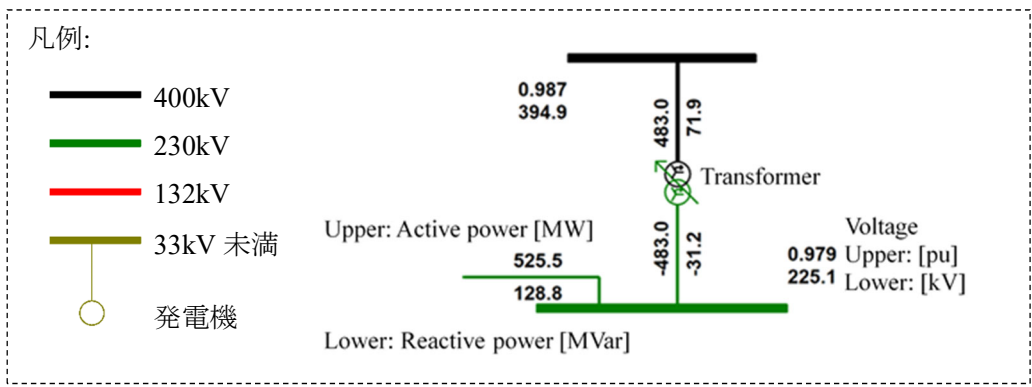 凡例:
400kV
230kV
132kV
33kV 未満
発電機
0.987
394.9
483.0
71.9
Transformer
-483.0
-31.2
Upper: Active power [MW]
525.5
128.8
Lower: Reactive power [MVar]
Voltage
0.979 Upper: [pu]
225.1 Lower: [kV]